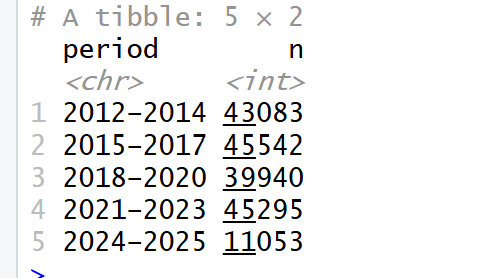 # A tibble: 5 × 2
period n
<chr> <int>
1 2012-2014 43083
2 2015-2017 45542
3 2018-2020 39940
4 2021-2023 45295
5 2024-2025 11053
>